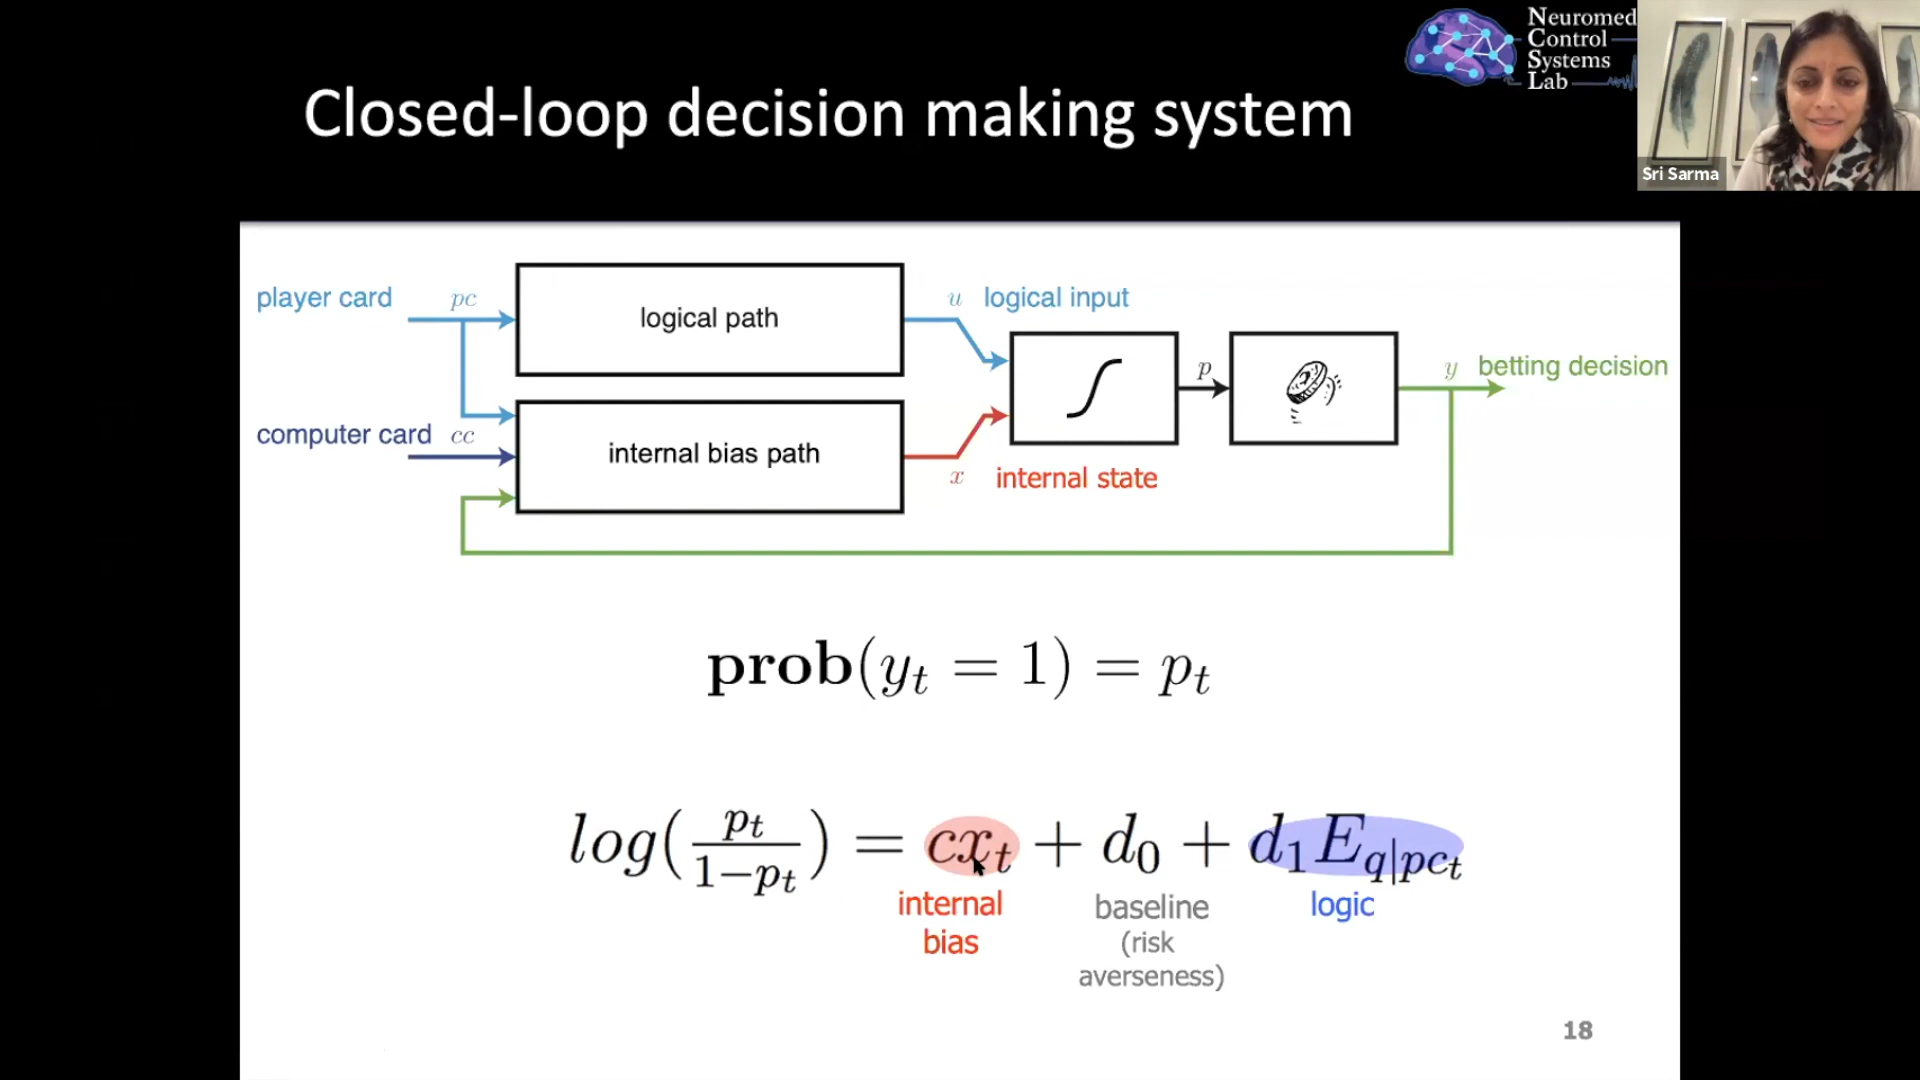 Neuromed
Control
Systems
Lab
Sri Sarma
Closed-loop decision making system
player card pc
logical path
u logical input
computer card cc
internal bias path
x internal state
p
y betting decision
prob(y_t = 1) = p_t
log(\frac{p_t}{1-p_t}) = cx_t + d_0 + d_1 E_{q|pc_t}
internal
bias
baseline
(risk
averseness)
logic
18